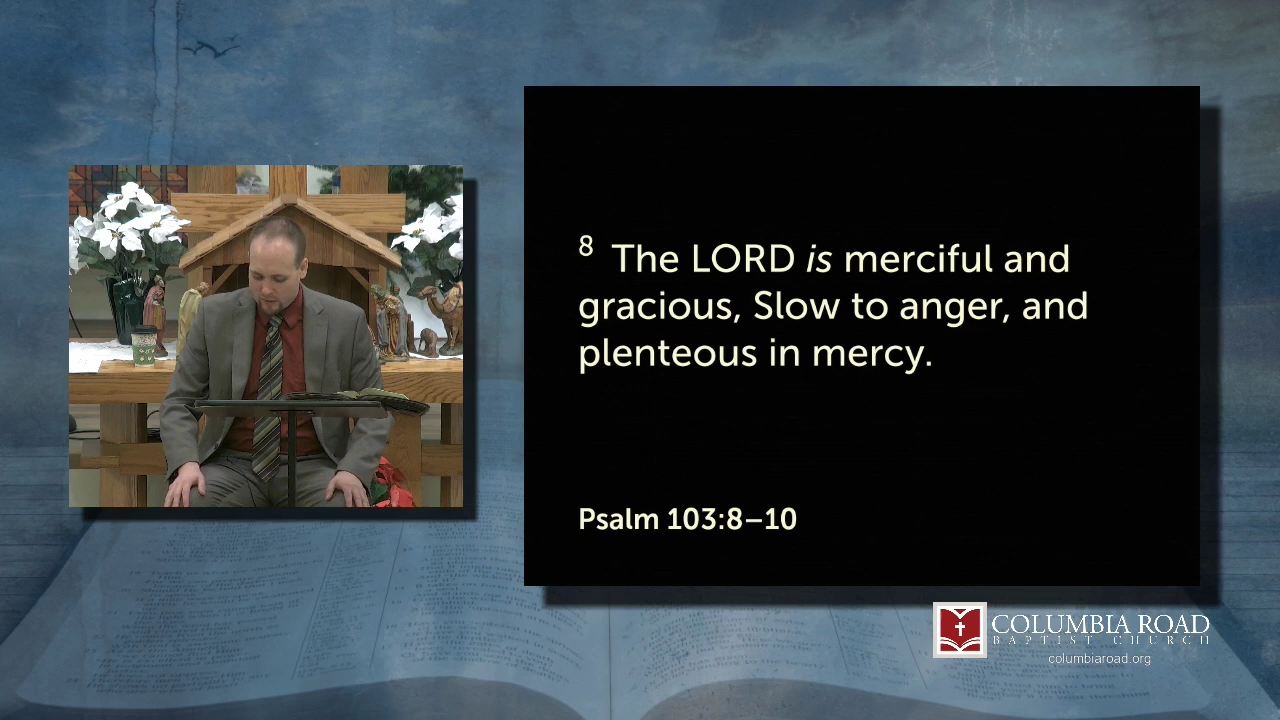 8 The LORD is merciful and
gracious, Slow to anger, and
plenteous in mercy.
Psalm 103:8–10
COLUMBIA ROAD
BAPTIST CHURCH
columbiaroad.org